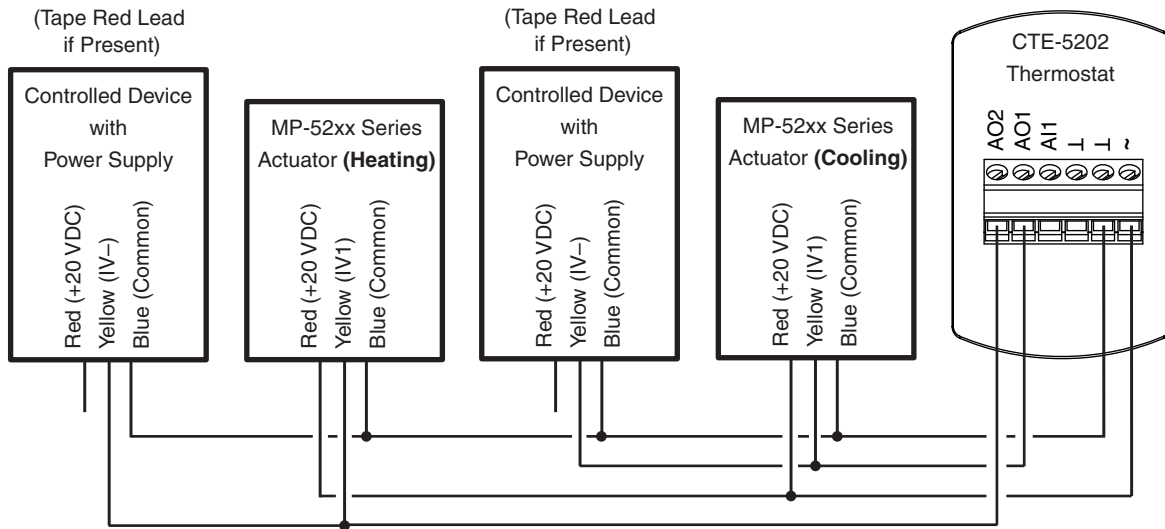 (Tape Red Lead
if Present)
Controlled Device
with
Power Supply
Red (+20 VDC)
Yellow (IV–)
Blue (Common)
MP-52xx Series
Actuator (Heating)
Red (+20 VDC)
Yellow (IV1)
Blue (Common)
(Tape Red Lead
if Present)
Controlled Device
with
Power Supply
Red (+20 VDC)
Yellow (IV–)
Blue (Common)
MP-52xx Series
Actuator (Cooling)
Red (+20 VDC)
Yellow (IV1)
Blue (Common)
CTE-5202
Thermostat
AO2
AO1
AI1
⊥
⊥
~